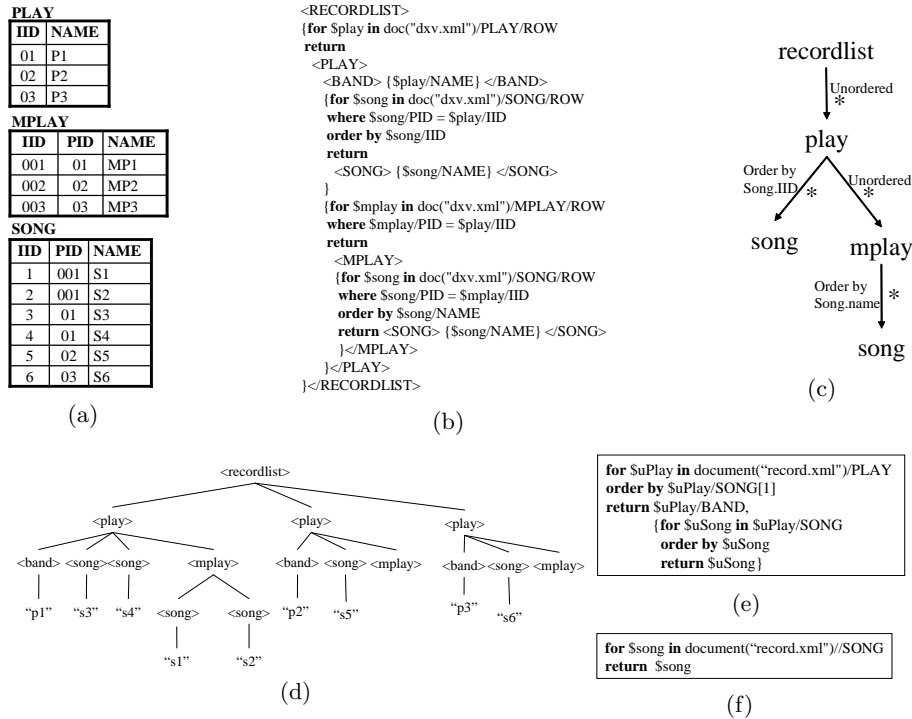 PLAY
IID NAME
01 P1
02 P2
03 P3
MPLAY
IID PID NAME
001 01 MP1
002 02 MP2
003 03 MP3
SONG
IID PID NAME
1 001 S1
2 001 S2
3 01 S3
4 01 S4
5 02 S5
6 03 S6
(a)
<RECORDLIST>
{for $play in doc("dxv.xml")/PLAY/ROW
return
<PLAY>
<BAND> {$play/NAME} </BAND>
{for $song in doc("dxv.xml")/SONG/ROW
where $song/PID = $play/IID
order by $song/IID
return
<SONG> {$song/NAME} </SONG>
}
{for $mplay in doc("dxv.xml")/MPLAY/ROW
where $mplay/PID = $play/IID
return
<MPLAY>
{for $song in doc("dxv.xml")/SONG/ROW
where $song/PID = $mplay/IID
order by $song/NAME
return <SONG> {$song/NAME} </SONG>
}</MPLAY>
}</PLAY>
}</RECORDLIST>
(b)
recordlist
Unordered
*
play
Order by
Song.IID
*
Unordered
*
song
mplay
Order by
Song.name
*
song
(c)
<recordlist>
<play> <play> <play>
<band> <song> <song> <mplay> <band> <song> <mplay> <band> <song> <mplay>
“p1” “s3” “s4” <song> <song> “p2” “s5” “p3” “s6”
“s1” “s2”
(d)
for $uPlay in document(“record.xml")/PLAY
order by $uPlay/SONG[1]
return $uPlay/BAND,
{for $uSong in $uPlay/SONG
order by $uSong
return $uSong}
(e)
for $song in document(“record.xml")//SONG
return $song
(f)